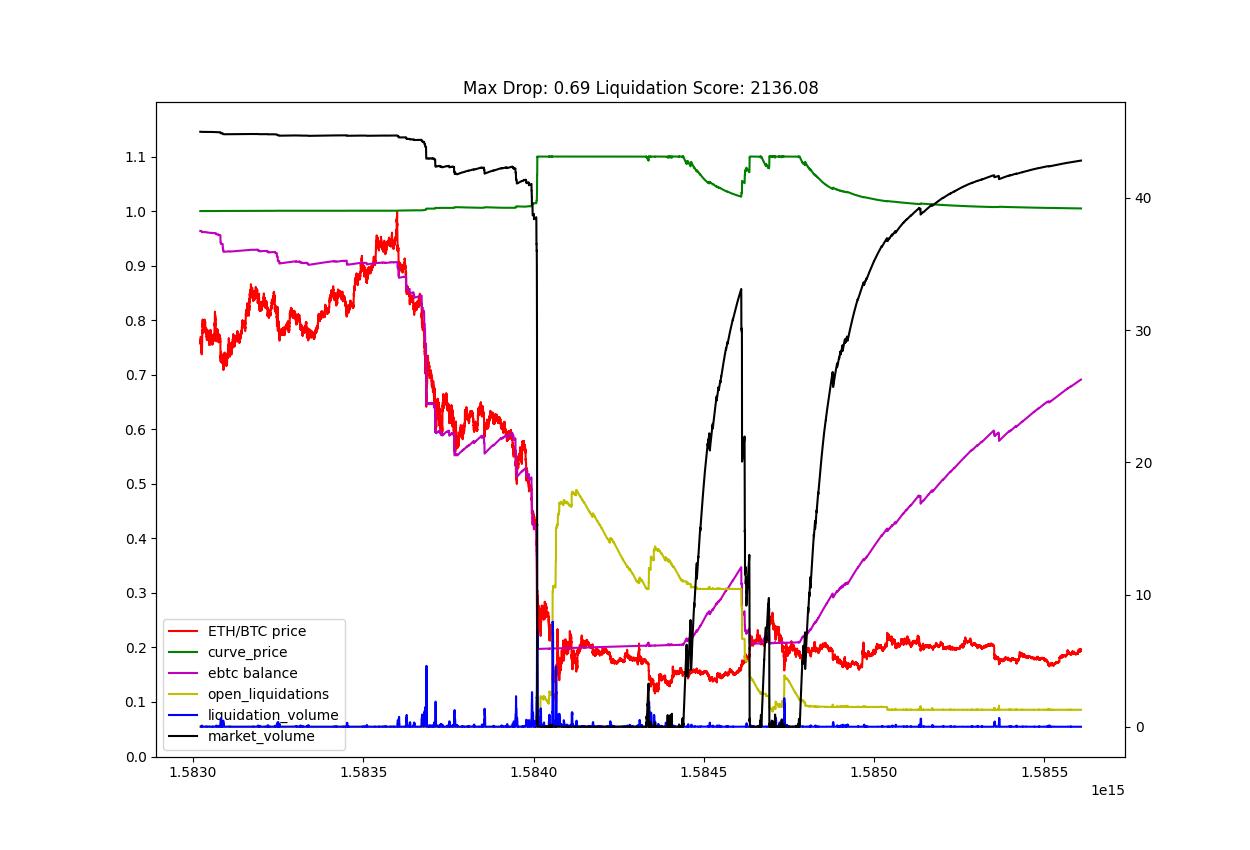 Max Drop: 0.69 Liquidation Score: 2136.08
1.1
1.0
0.9
0.8
0.7
0.6
0.5
0.4
0.3
0.2
0.1
0.0
40
30
20
10
0
ETH/BTC price
curve_price
ebtc balance
open_liquidations
liquidation_volume
market_volume
1.5830 1.5835 1.5840 1.5845 1.5850 1.5855
1e15